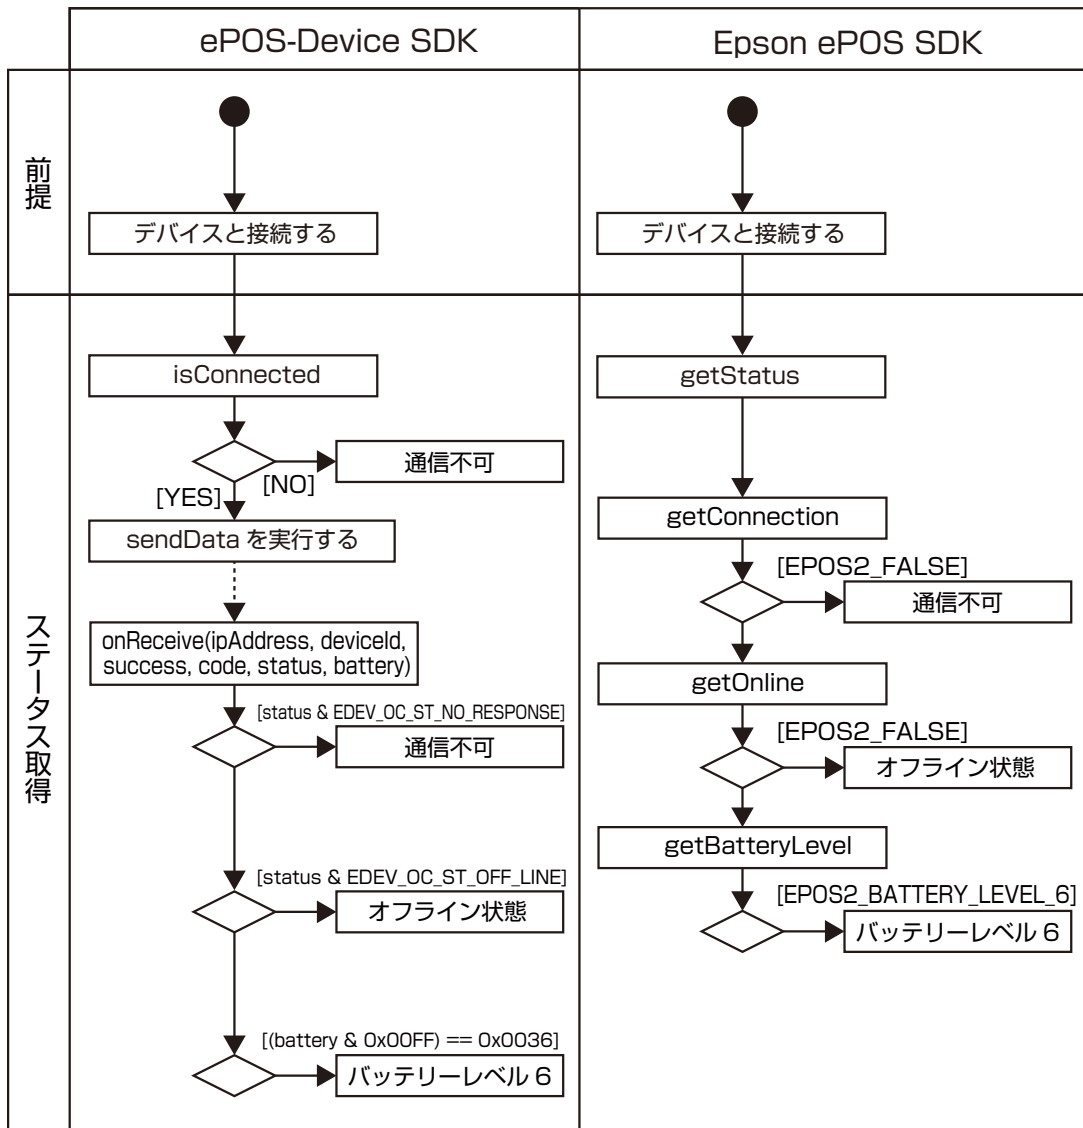 ePOS-Device SDK
Epson ePOS SDK
前提
デバイスと接続する
デバイスと接続する
ステータス取得
isConnected
[NO]
通信不可
[YES]
sendData を実行する
onReceive(ipAddress, deviceId,
success, code, status, battery)
[status & EDEV_OC_ST_NO_RESPONSE]
通信不可
[status & EDEV_OC_ST_OFF_LINE]
オフライン状態
[(battery & 0x00FF) == 0x0036]
バッテリーレベル 6
getStatus
getConnection
[EPOS2_FALSE]
通信不可
getOnline
[EPOS2_FALSE]
オフライン状態
getBatteryLevel
[EPOS2_BATTERY_LEVEL_6]
バッテリーレベル 6